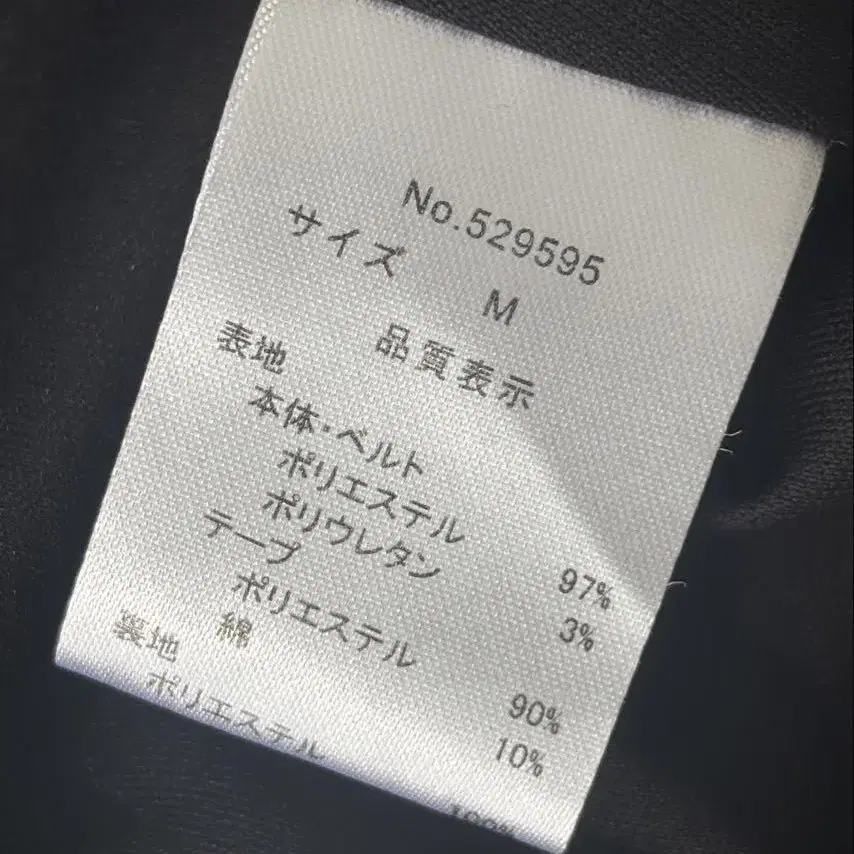 No.529595
サイズ M
品質表示
表地
本体・ベルト
ポリエステル 97%
ポリウレタン 3%
テープ
ポリエステル 90%
綿 10%
裏地
ポリエステル 100%